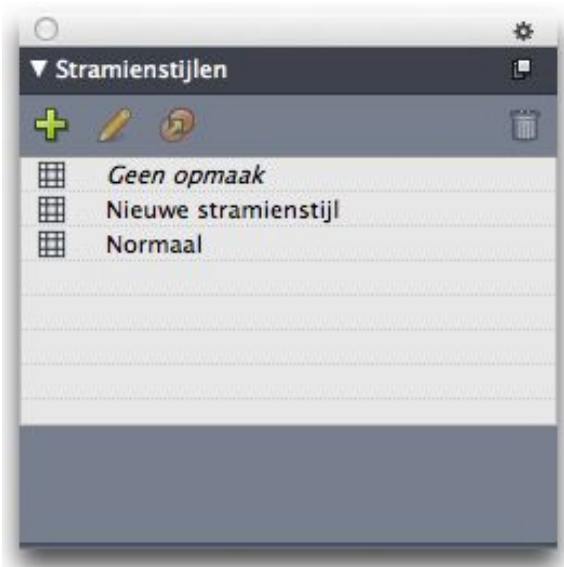 Stramienstijlen
Geen opmaak
Nieuwe stramienstijl
Normaal